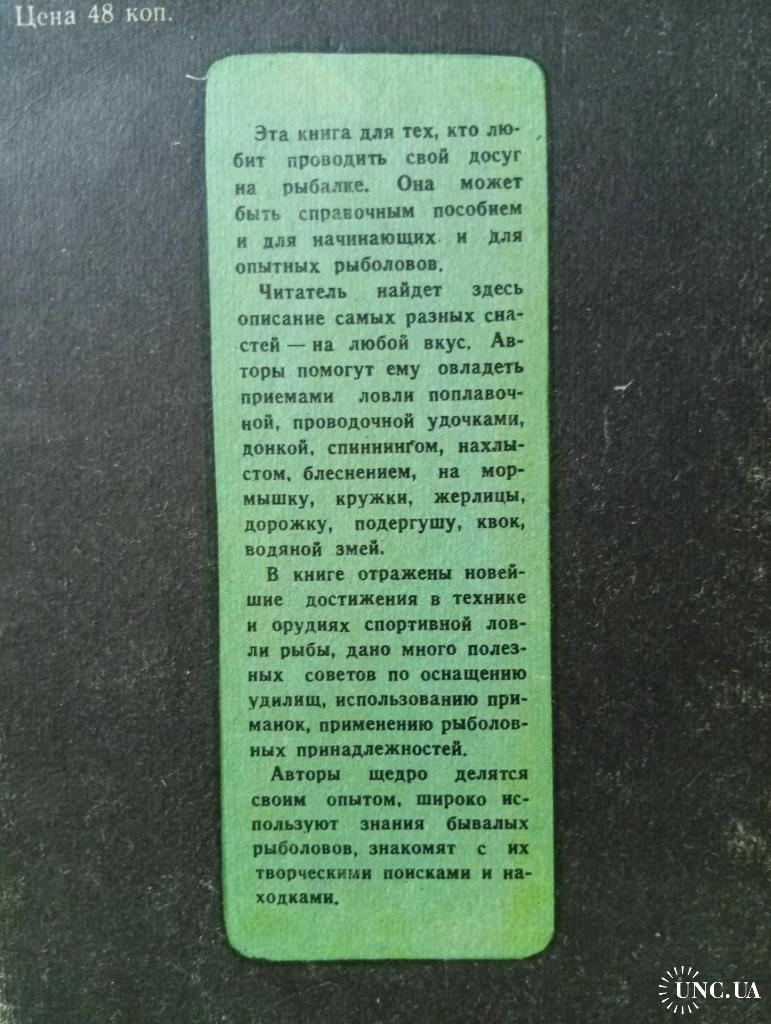 Цена 48 коп.
Эта книга для тех, кто лю-
бит проводить свой досуг
на рыбалке. Она может
быть справочным пособием
и для начинающих и для
опытных рыболовов.
Читатель найдет здесь
описание самых разных сна-
стей — на любой вкус. Ав-
торы помогут ему овладеть
приемами ловли поплавоч-
ной, проводочной удочками,
донкой, спиннингом, нахлы-
стом, блеснением, на мор-
мышку, кружки, жерлицы,
дорожку, подергушу, квок,
водяной змей.
В книге отражены новей-
шие достижения в технике
и орудиях спортивной лов-
ли рыбы, дано много полез-
ных советов по оснащению
удилищ, использованию при-
манок, применению рыболов-
ных принадлежностей.
Авторы щедро делятся
своим опытом, широко ис-
пользуют знания бывалых
рыболовов, знакомят с их
творческими поисками и на-
ходками.
UNC.UA